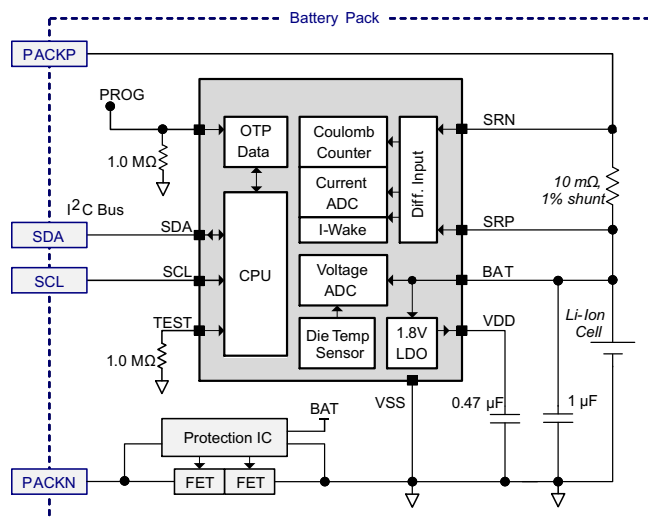 Battery Pack
PACKP
PROG
1.0 MΩ
OTP
Data
Coulomb
Counter
Current
ADC
I-Wake
Diff. Input
SRN
10 mΩ,
1% shunt
SRP
I2C Bus
SDA
SDA
SCL
SCL
CPU
Voltage
ADC
BAT
TEST
1.0 MΩ
Die Temp
Sensor
1.8V
LDO
VDD
Li-Ion
Cell
VSS
0.47 µF
1 µF
BAT
Protection IC
PACKN
FET
FET